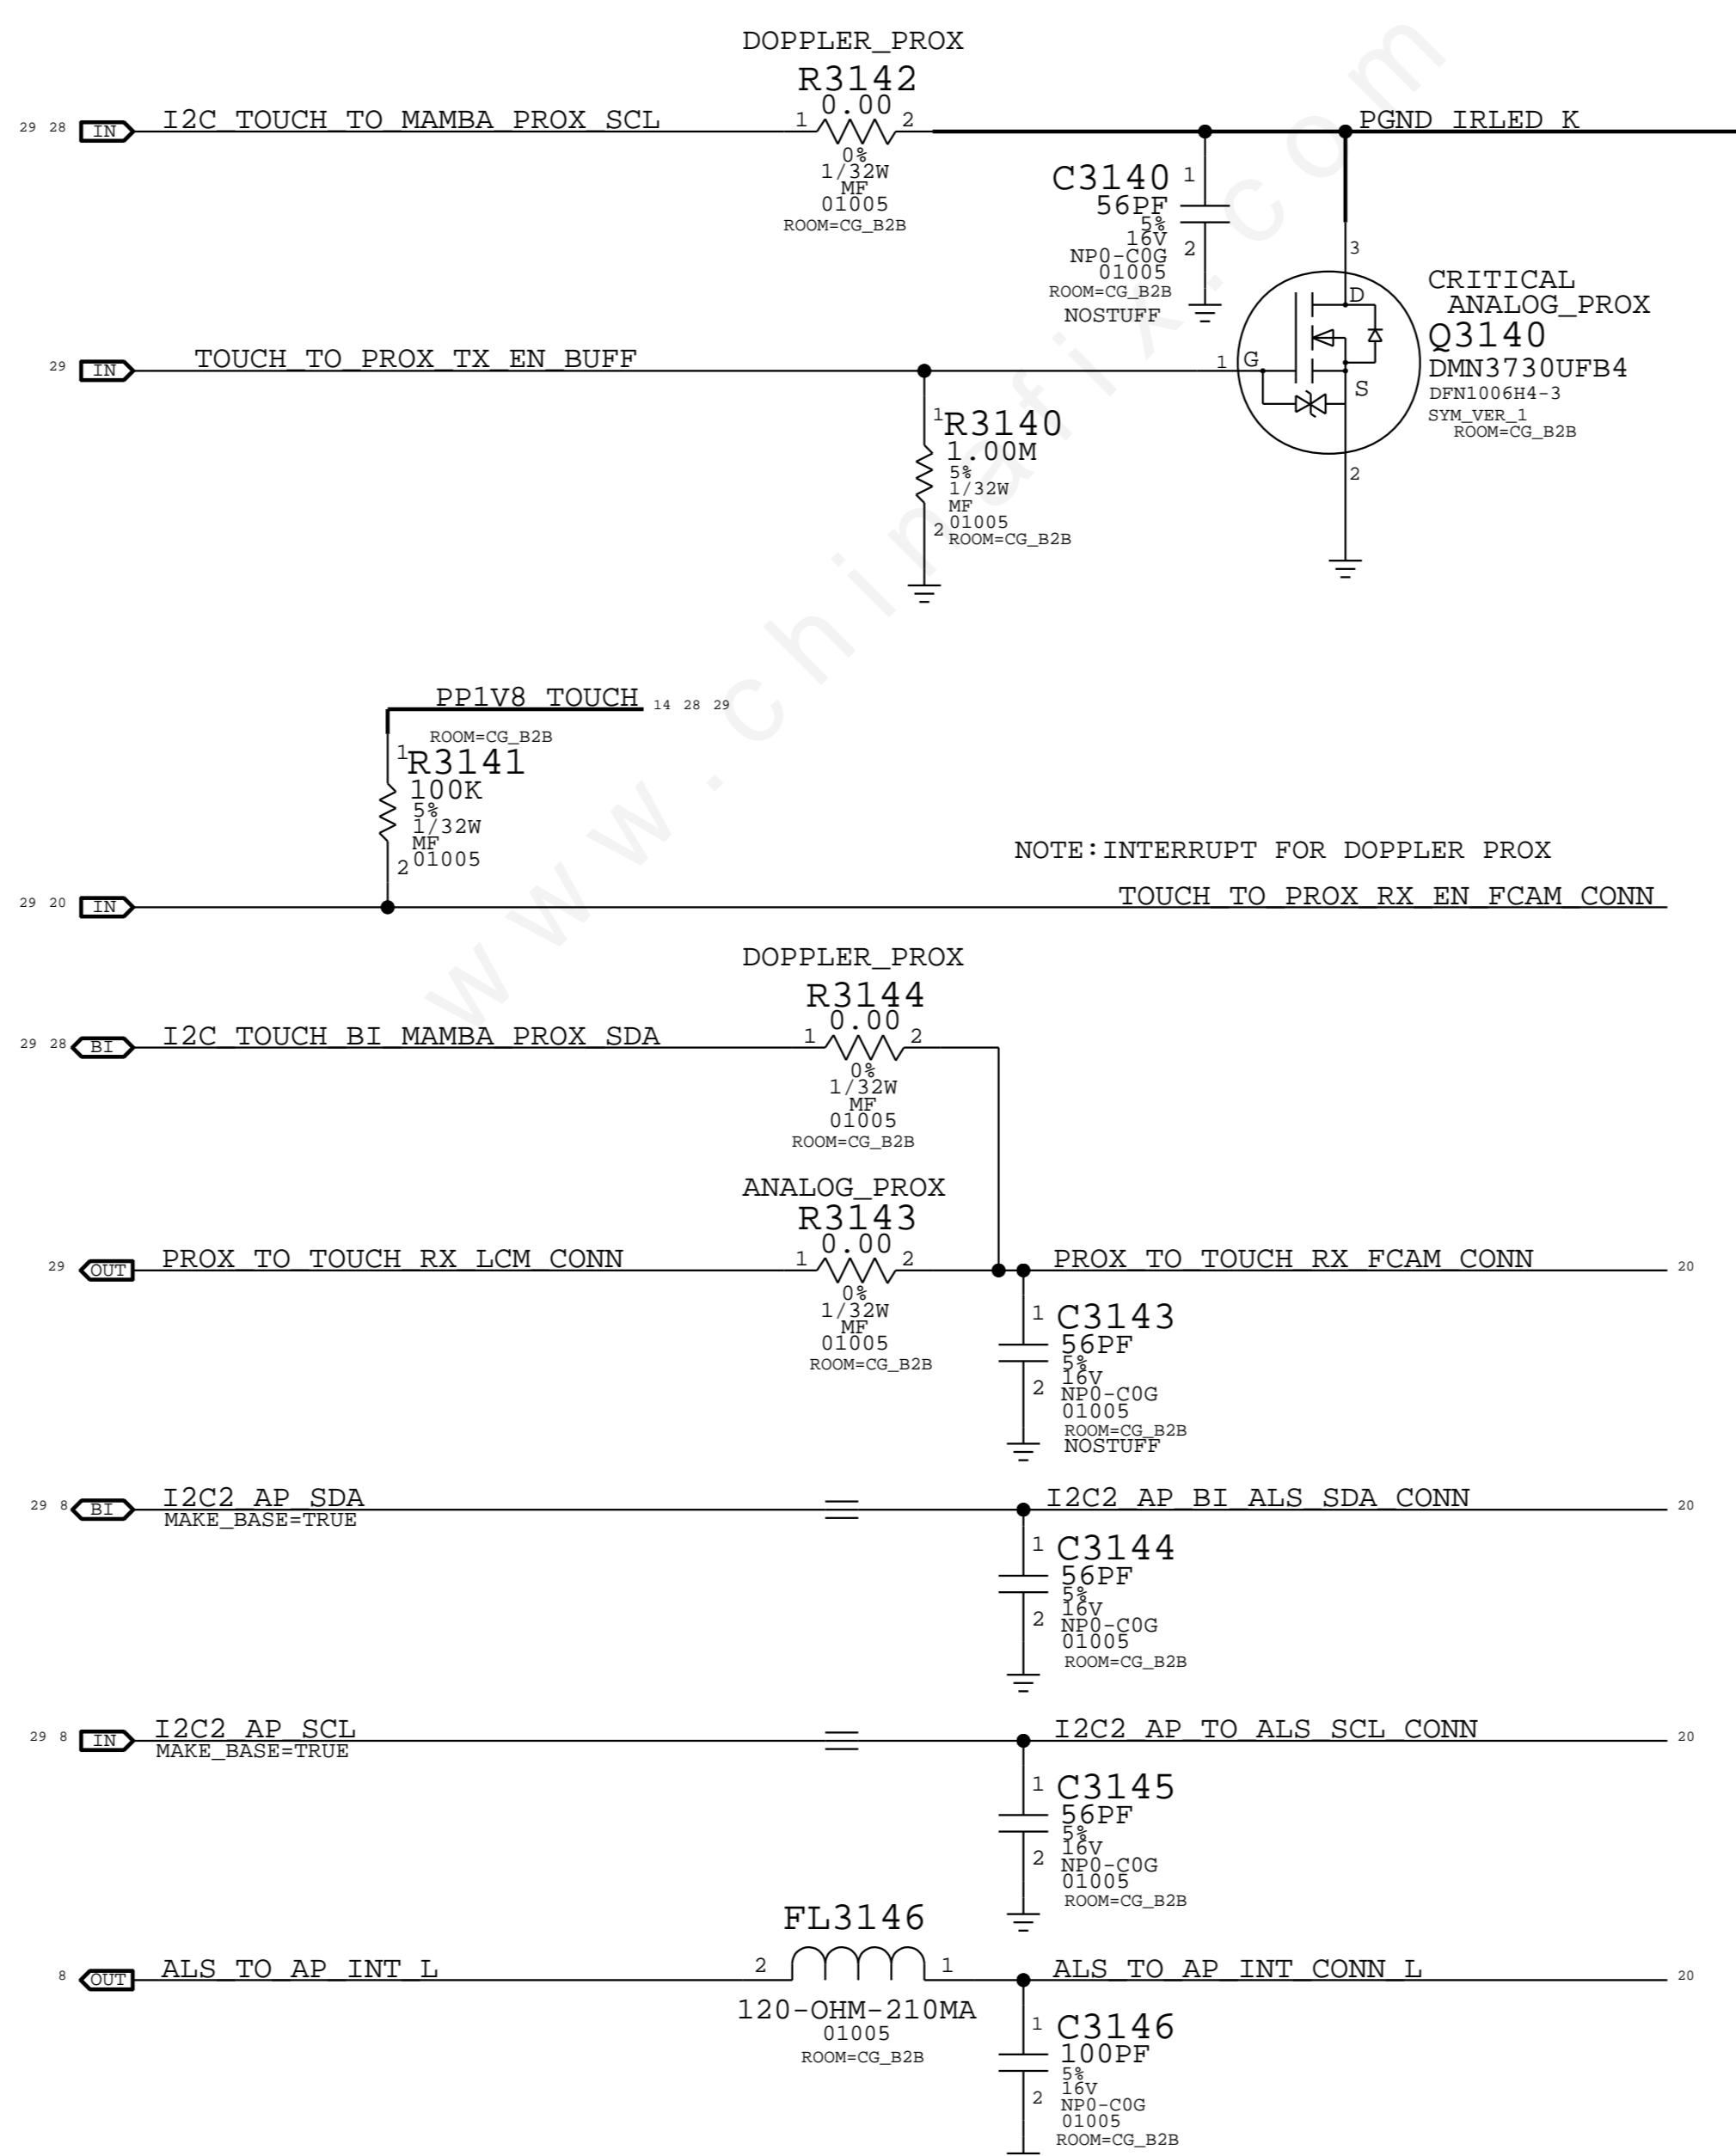 DOPPLER_PROX
R3142
0.00
29 28 IN I2C_TOUCH_TO_MAMBA_PROX_SCL 1 2 PGND_IRLED_K
0%
1/32W
MF
01005
ROOM=CG_B2B
C3140 1
56PF
5%
16V
NP0-C0G 2
01005
ROOM=CG_B2B
NOSTUFF
3
D
CRITICAL
ANALOG_PROX
Q3140
DMN3730UFB4
DFN1006H4-3
SYM_VER_1
ROOM=CG_B2B
29 IN TOUCH_TO_PROX_TX_EN_BUFF 1 G
S
2
1 R3140
1.00M
5%
1/32W
MF
2 01005
ROOM=CG_B2B
PP1V8_TOUCH 14 28 29
ROOM=CG_B2B
1 R3141
100K
5%
1/32W
MF
2 01005
NOTE:INTERRUPT FOR DOPPLER PROX
29 20 IN TOUCH_TO_PROX_RX_EN_FCAM_CONN
DOPPLER_PROX
R3144
0.00
29 28 BI I2C_TOUCH_BI_MAMBA_PROX_SDA 1 2
0%
1/32W
MF
01005
ROOM=CG_B2B
ANALOG_PROX
R3143
0.00
29 OUT PROX_TO_TOUCH_RX_LCM_CONN 1 2 PROX_TO_TOUCH_RX_FCAM_CONN 20
0%
1/32W
MF
01005
ROOM=CG_B2B
1 C3143
56PF
5%
16V
2 NP0-C0G
01005
ROOM=CG_B2B
NOSTUFF
29 8 BI I2C2_AP_SDA I2C2_AP_BI_ALS_SDA_CONN 20
MAKE_BASE=TRUE
1 C3144
56PF
5%
16V
2 NP0-C0G
01005
ROOM=CG_B2B
29 8 IN I2C2_AP_SCL I2C2_AP_TO_ALS_SCL_CONN 20
MAKE_BASE=TRUE
1 C3145
56PF
5%
16V
2 NP0-C0G
01005
ROOM=CG_B2B
FL3146
8 OUT ALS_TO_AP_INT_L 2 1 ALS_TO_AP_INT_CONN_L 20
120-OHM-210MA
01005
ROOM=CG_B2B
1 C3146
100PF
5%
16V
2 NP0-C0G
01005
ROOM=CG_B2B
www.chinafix.com